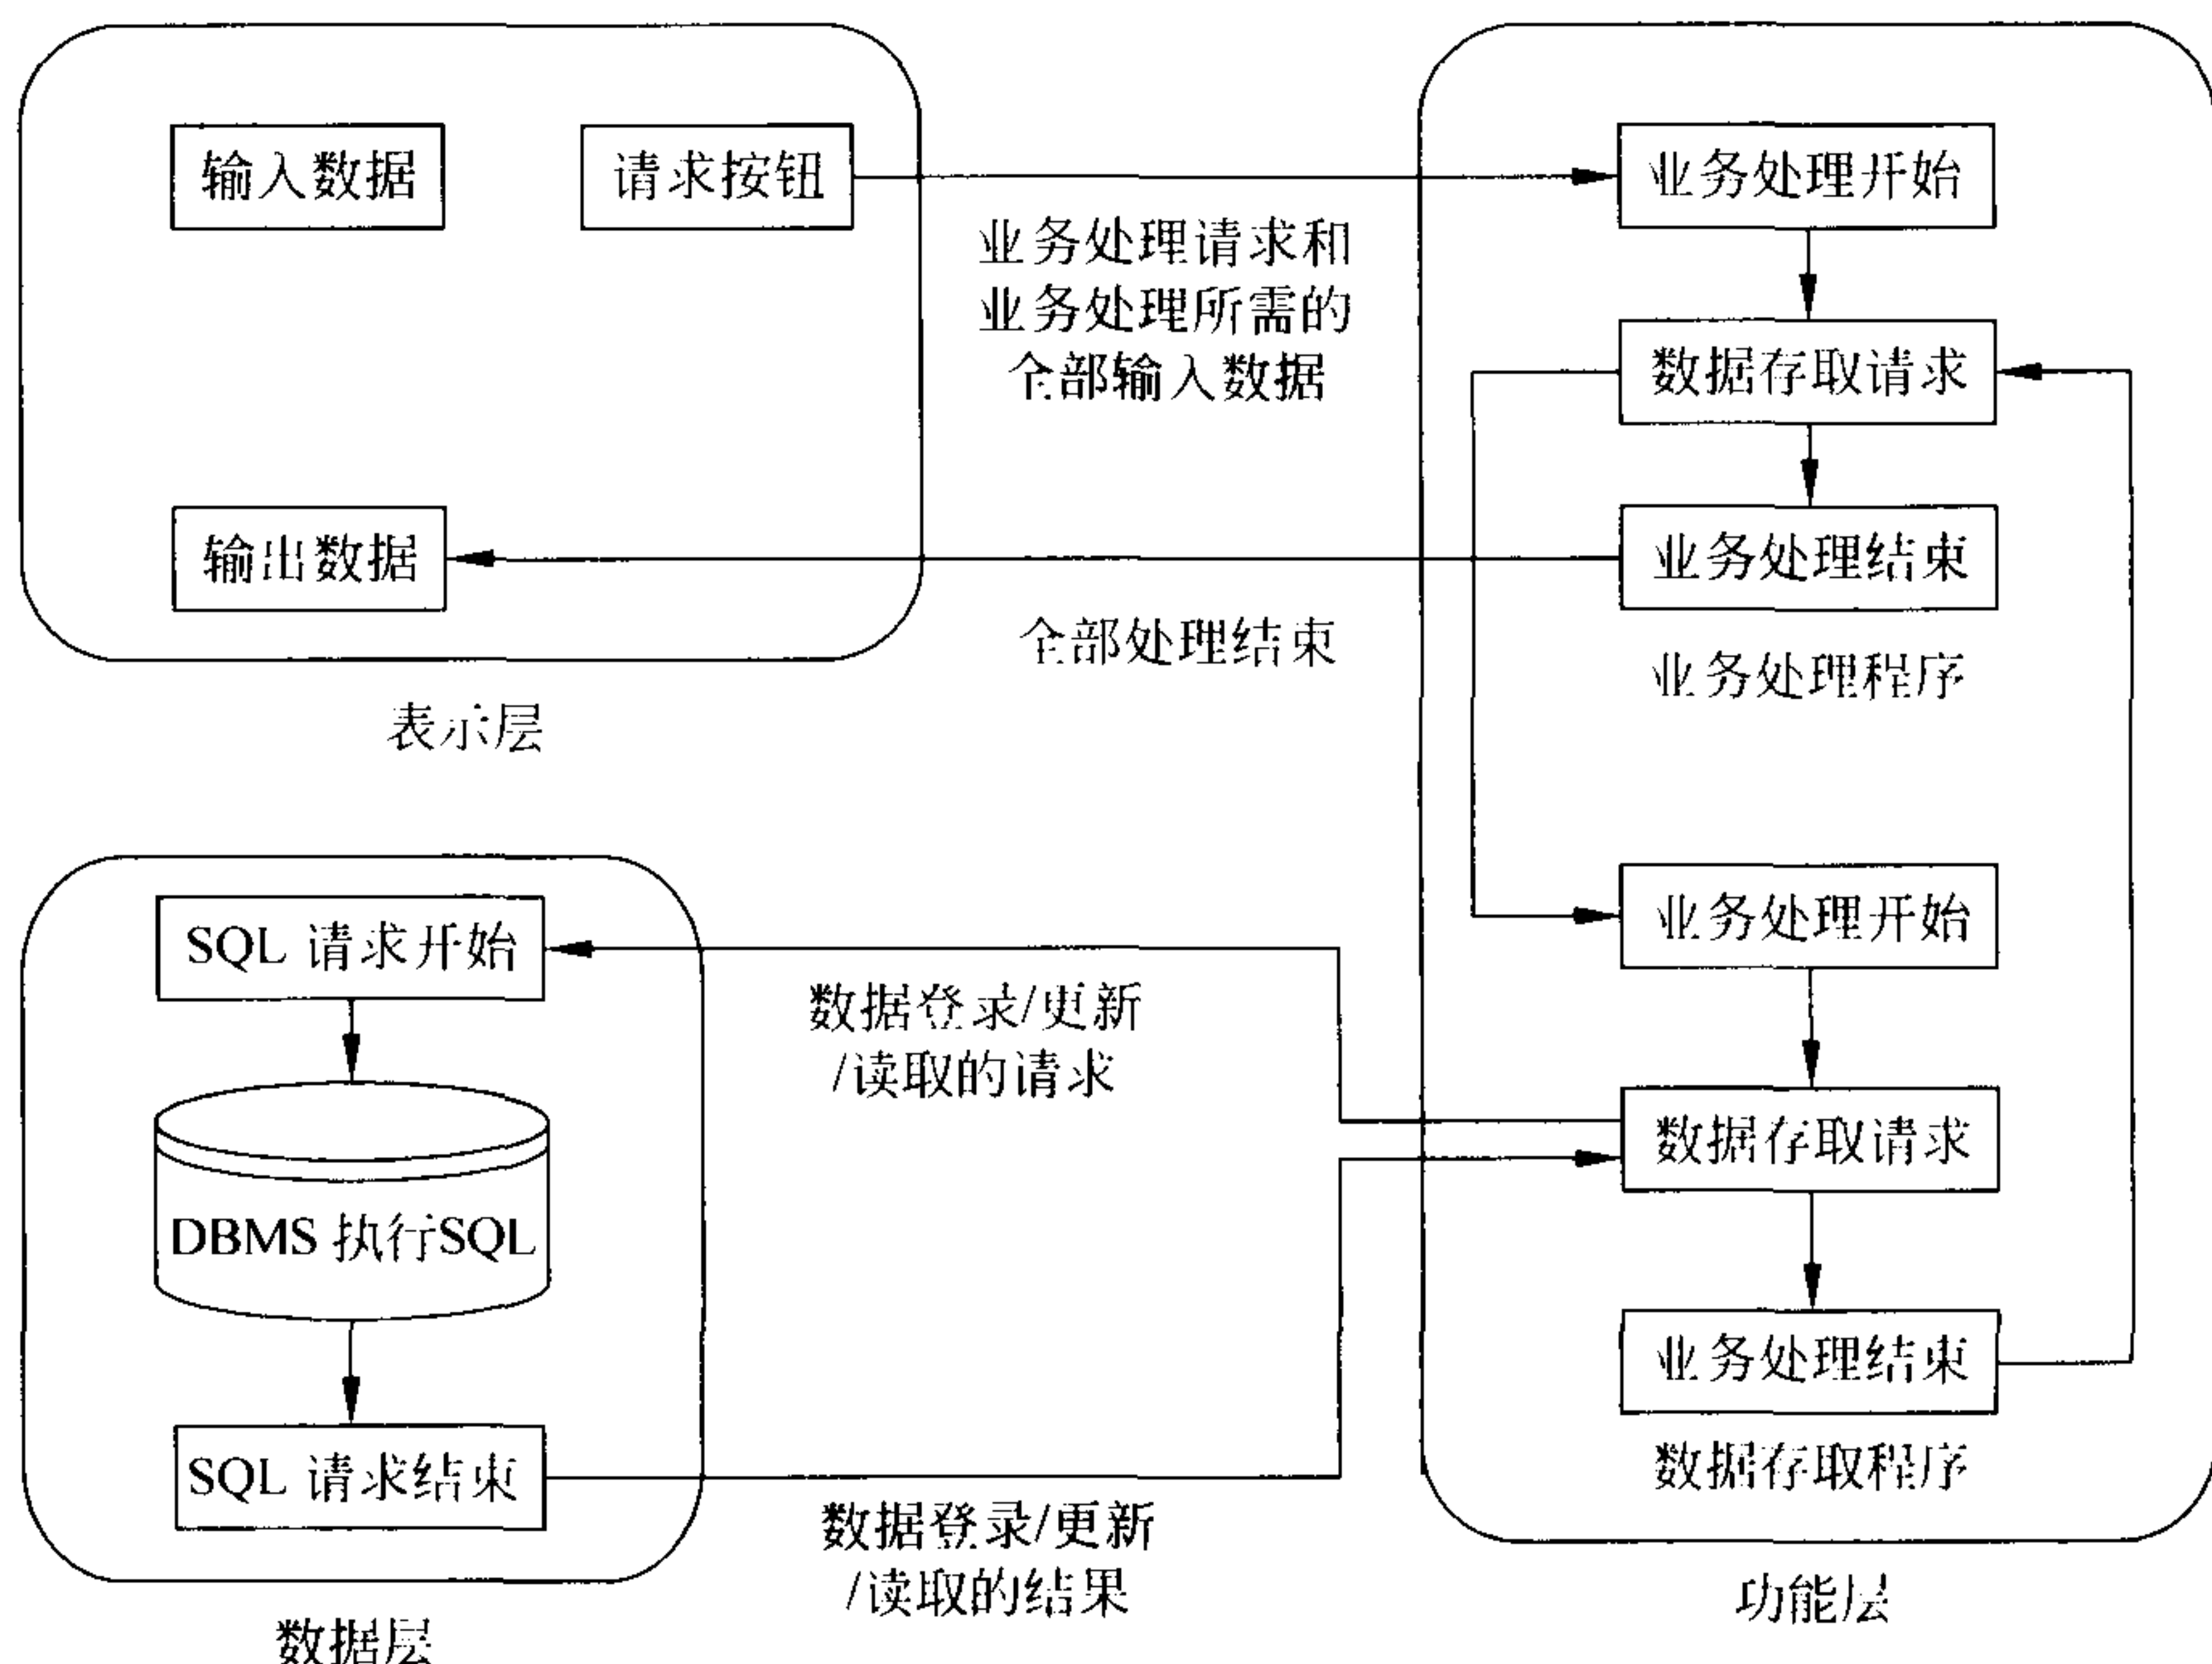 输入数据
请求按钮
业务处理请求和
业务处理所需的
全部输入数据
业务处理开始
数据存取请求
业务处理结束
业务处理程序
输出数据
全部处理结束
表示层
SQL 请求开始
DBMS 执行SQL
SQL 请求结束
数据层
数据登录/更新
/读取的请求
数据登录/更新
/读取的结果
业务处理开始
数据存取请求
业务处理结束
数据存取程序
功能层